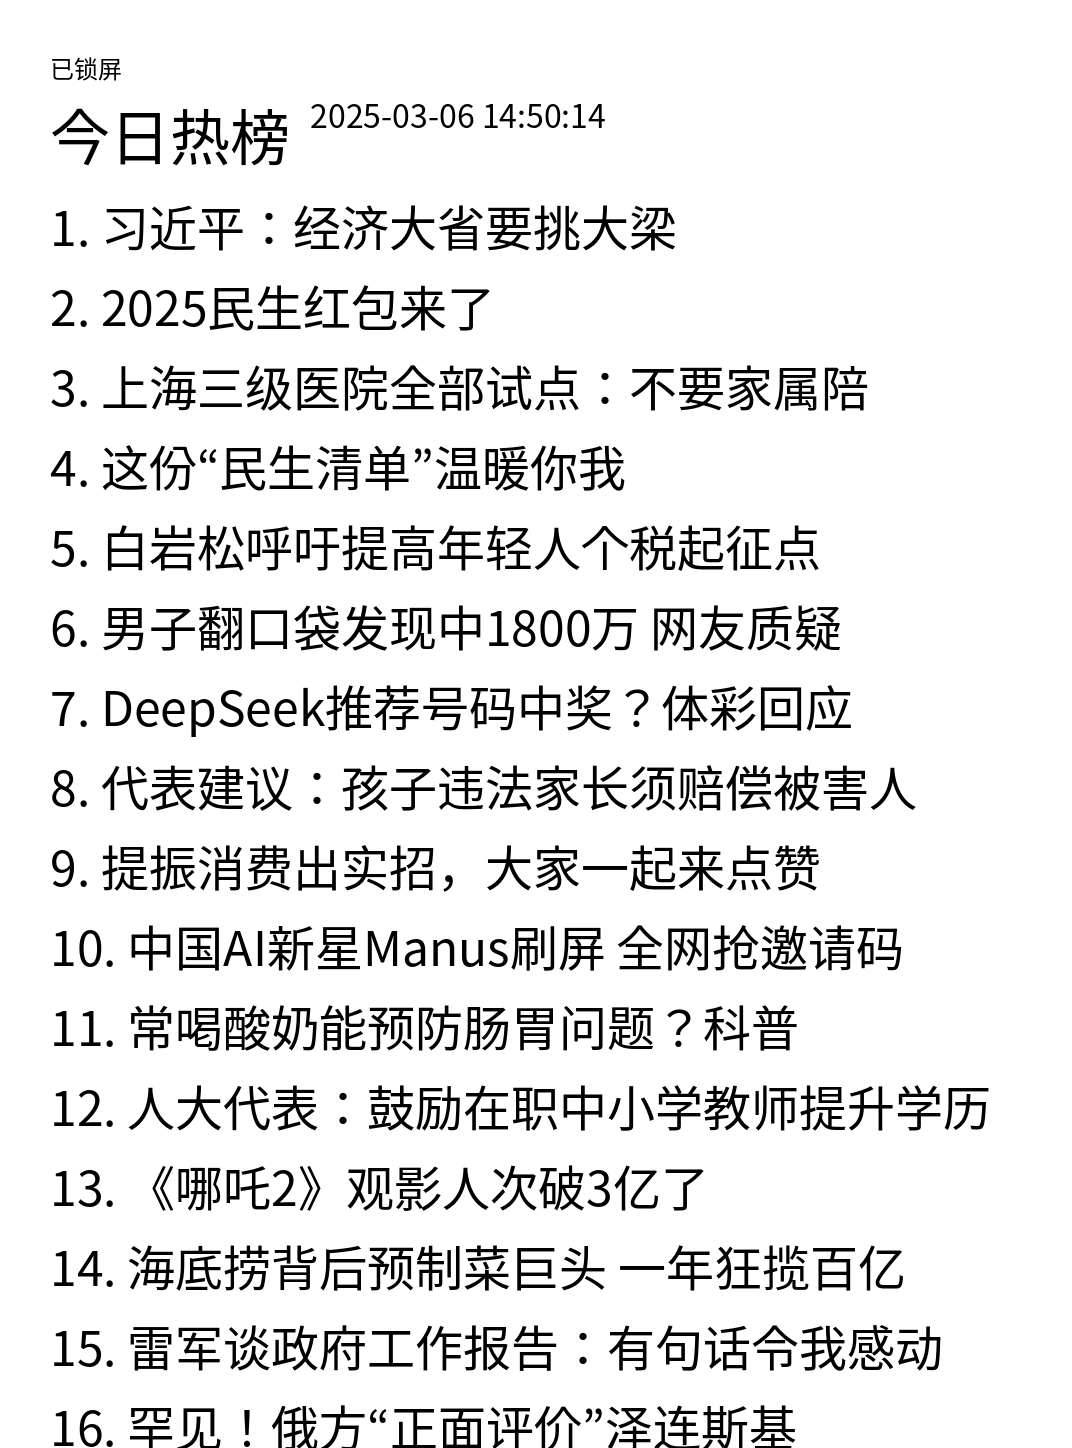 已锁屏
今日热榜 2025-03-06 14:50:14
1. 习近平：经济大省要挑大梁
2. 2025民生红包来了
3. 上海三级医院全部试点：不要家属陪
4. 这份“民生清单”温暖你我
5. 白岩松呼吁提高年轻人个税起征点
6. 男子翻口袋发现中1800万 网友质疑
7. DeepSeek推荐号码中奖？体彩回应
8. 代表建议：孩子违法家长须赔偿被害人
9. 提振消费出实招，大家一起来点赞
10. 中国AI新星Manus刷屏 全网抢邀请码
11. 常喝酸奶能预防肠胃问题？科普
12. 人大代表：鼓励在职中小学教师提升学历
13. 《哪吒2》观影人次破3亿了
14. 海底捞背后预制菜巨头 一年狂揽百亿
15. 雷军谈政府工作报告：有句话令我感动
16. 罕见！俄方“正面评价”泽连斯基